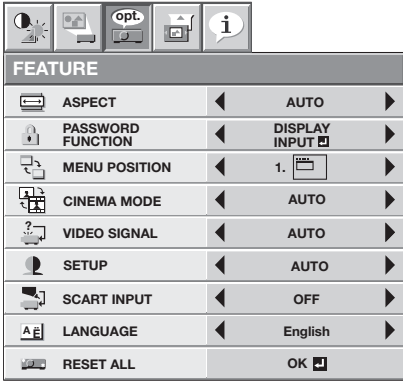 opt.
i
FEATURE
ASPECT AUTO
PASSWORD FUNCTION DISPLAY INPUT
MENU POSITION 1.
CINEMA MODE AUTO
VIDEO SIGNAL AUTO
SETUP AUTO
SCART INPUT OFF
A Ë LANGUAGE English
RESET ALL OK